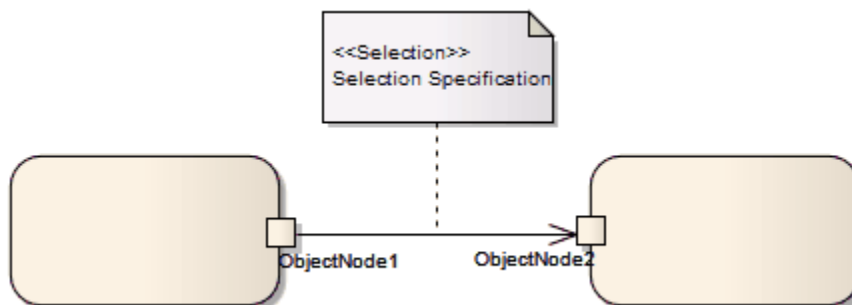 <<Selection>>
Selection Specification
ObjectNode1
ObjectNode2